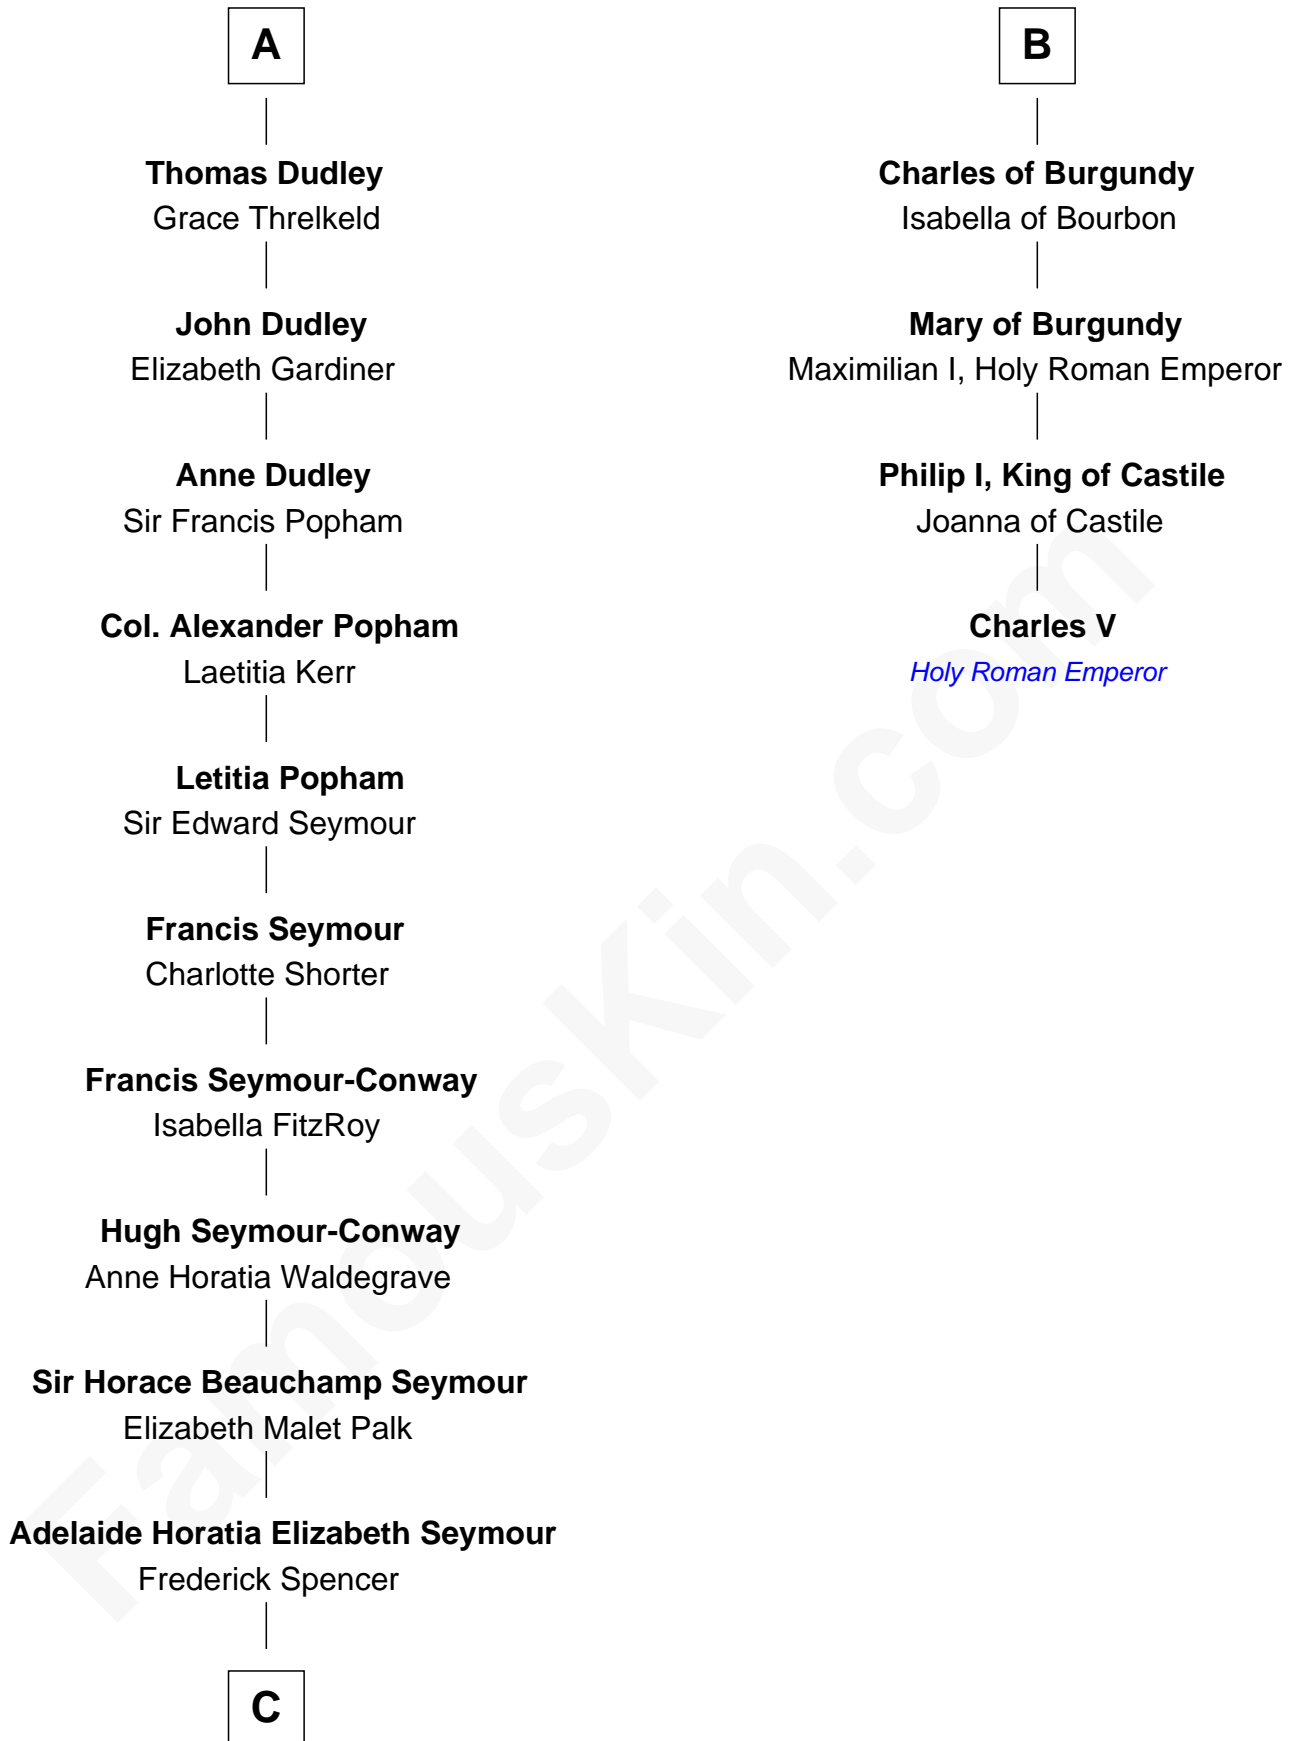 A
Thomas Dudley
Grace Threlkeld
John Dudley
Elizabeth Gardiner
Anne Dudley
Sir Francis Popham
Col. Alexander Popham
Laetitia Kerr
Letitia Popham
Sir Edward Seymour
Francis Seymour
Charlotte Shorter
Francis Seymour-Conway
Isabella FitzRoy
Hugh Seymour-Conway
Anne Horatia Waldegrave
Sir Horace Beauchamp Seymour
Elizabeth Malet Palk
Adelaide Horatia Elizabeth Seymour
Frederick Spencer
C
B
Charles of Burgundy
Isabella of Bourbon
Mary of Burgundy
Maximilian I, Holy Roman Emperor
Philip I, King of Castile
Joanna of Castile
Charles V
Holy Roman Emperor
FamousKin.com